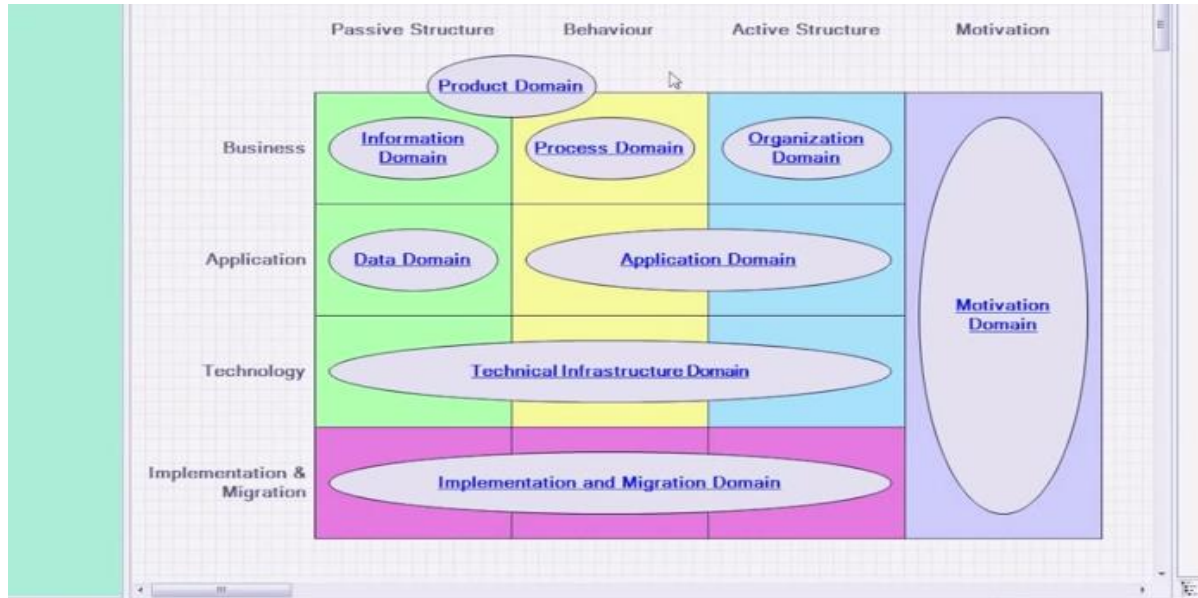 Passive Structure Behaviour Active Structure Motivation
Product Domain
Business
Information
Domain
Process Domain
Organization
Domain
Application
Data Domain
Application Domain
Motivation
Domain
Technology
Technical Infrastructure Domain
Implementation &
Migration
Implementation and Migration Domain